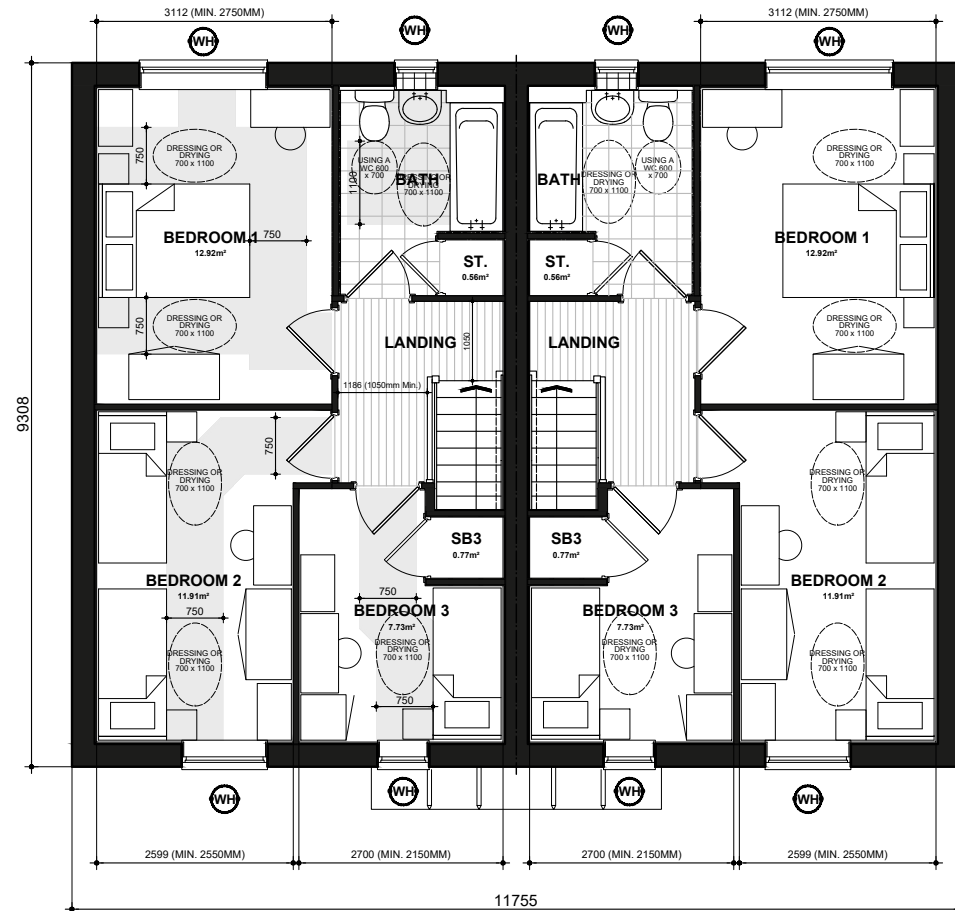 3112 (MIN. 2750MM)
3112 (MIN. 2750MM)
WH
WH
WH
WH
9308
750
DRESSING OR
DRYING
700 x 1100
BEDROOM 1
12.92m²
750
750
DRESSING OR
DRYING
700 x 1100
USING A
WC 600
x 700
1100
BATH
DRESSING OR
DRYING
700 x 1100
ST.
0.56m²
BATH
DRESSING OR
DRYING
700 x 1100
USING A
WC 600
x 700
ST.
0.56m²
DRESSING OR
DRYING
700 x 1100
BEDROOM 1
12.92m²
DRESSING OR
DRYING
700 x 1100
LANDING
1050
1186 (1050mm Min.)
LANDING
750
DRESSING OR
DRYING
700 x 1100
BEDROOM 2
11.91m²
750
DRESSING OR
DRYING
700 x 1100
SB3
0.77m²
750
BEDROOM 3
7.73m²
DRESSING OR
DRYING
700 x 1100
750
SB3
0.77m²
BEDROOM 3
7.73m²
DRESSING OR
DRYING
700 x 1100
DRESSING OR
DRYING
700 x 1100
BEDROOM 2
11.91m²
DRESSING OR
DRYING
700 x 1100
WH
WH
WH
WH
2599 (MIN. 2550MM)
2700 (MIN. 2150MM)
2700 (MIN. 2150MM)
2599 (MIN. 2550MM)
11755